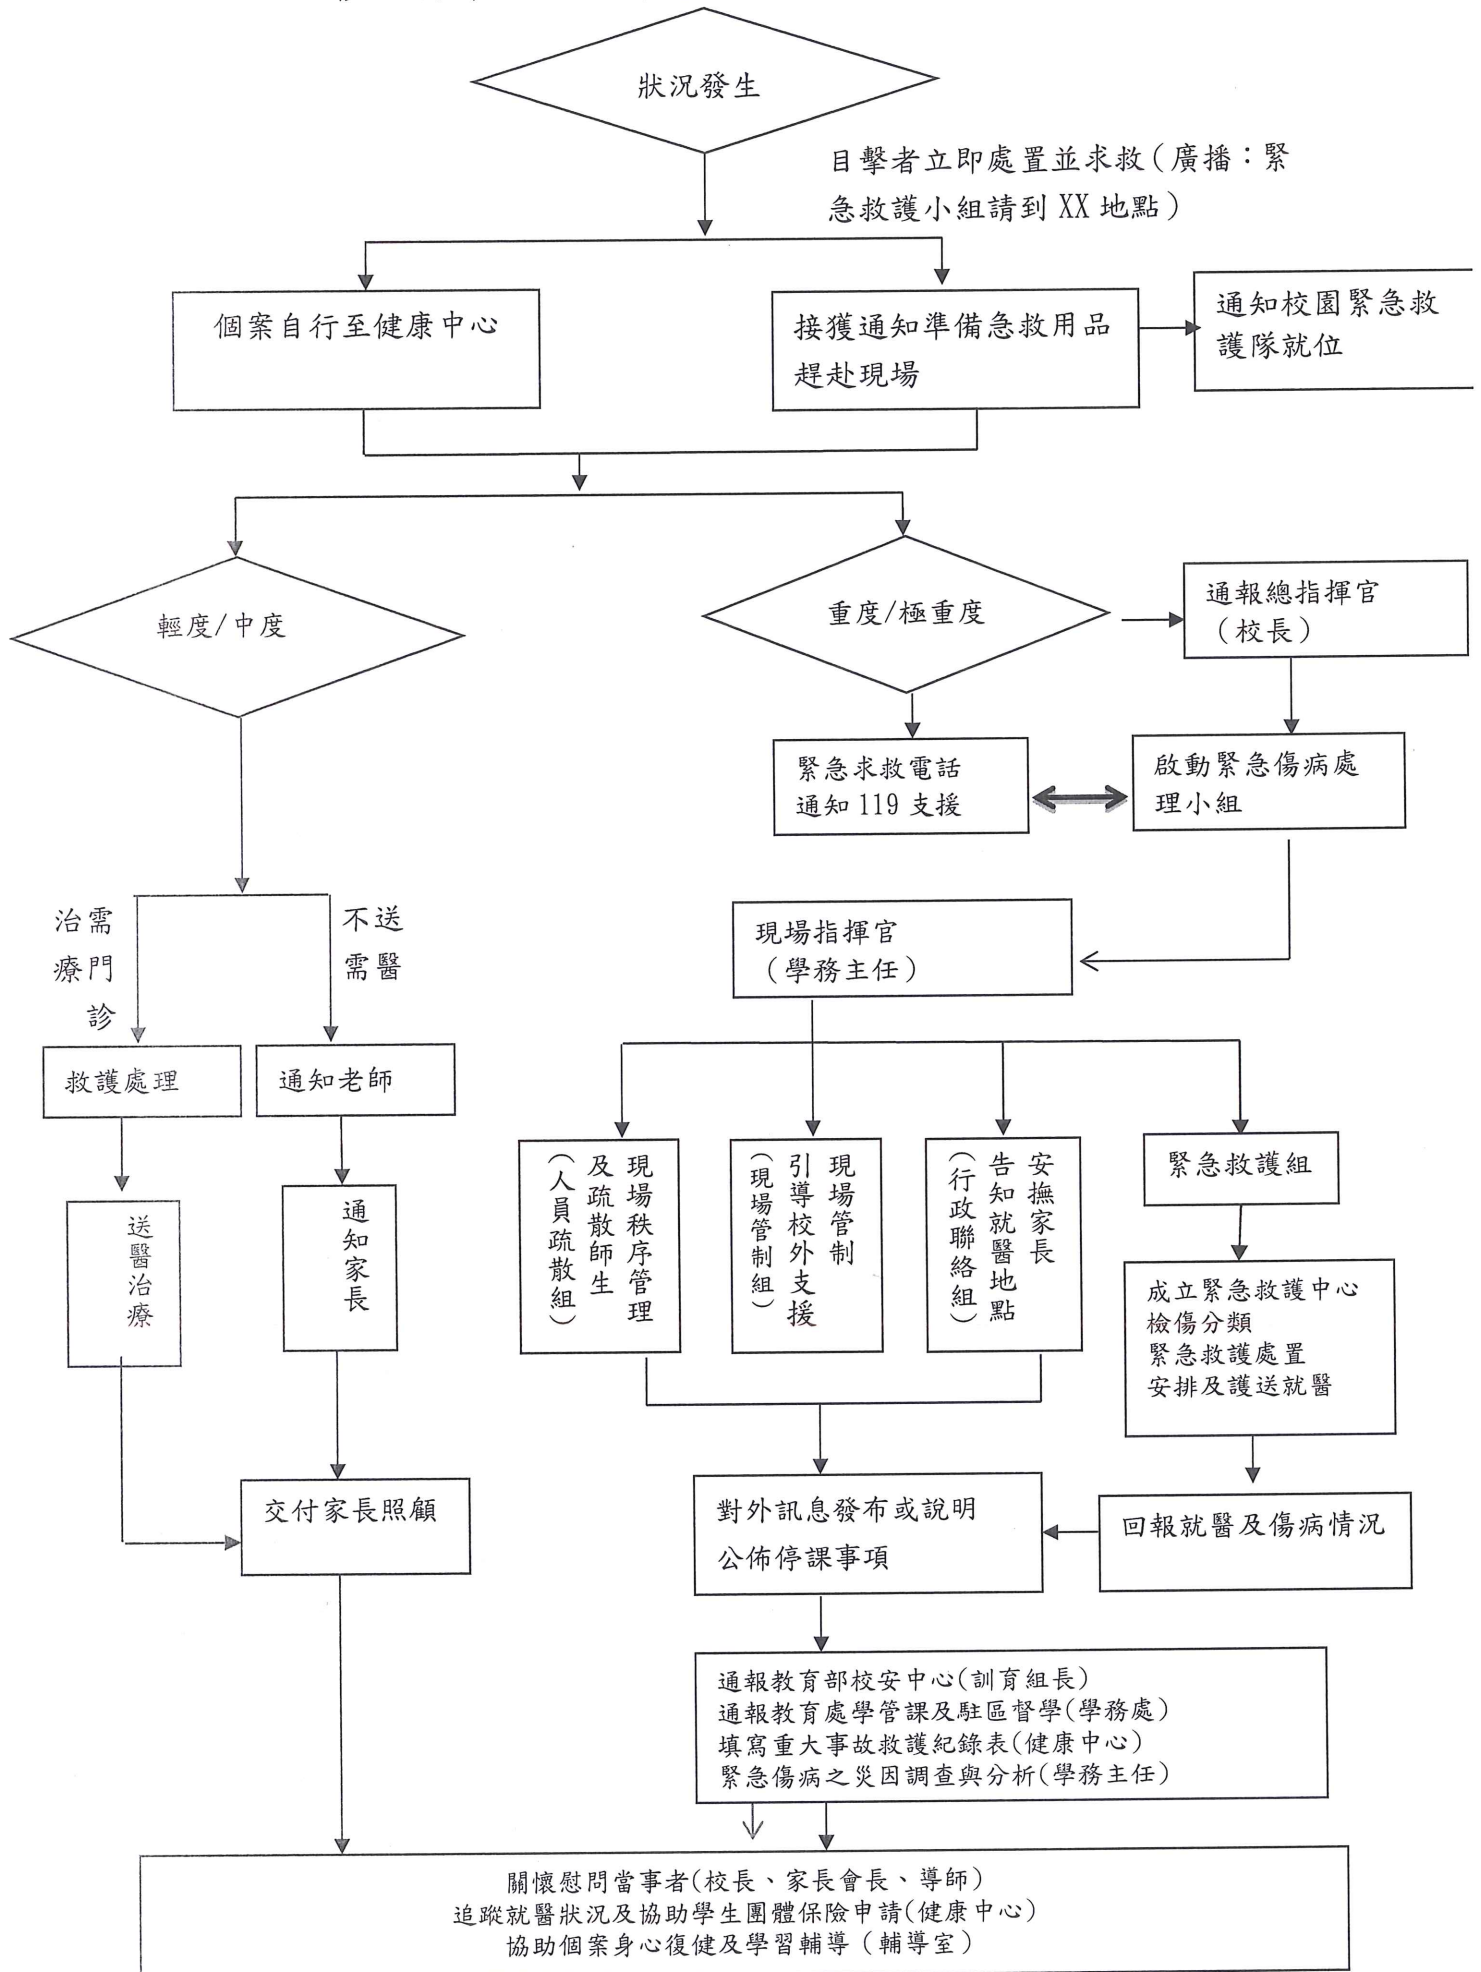 狀況發生
目擊者立即處置並求救(廣播：緊
急救護小組請到 XX 地點)
個案自行至健康中心
接獲通知準備急救用品
趕赴現場
通知校園緊急救
護隊就位
輕度/中度
重度/極重度
通報總指揮官
(校長)
緊急求救電話
通知 119 支援
啟動緊急傷病處
理小組
需門診
治療
送醫
不需
現場指揮官
(學務主任)
救護處理
通知老師
送醫治療
通知家長
現場秩序管理
及疏散師生
(人員疏散組)
現場管制
引導校外支援
(現場管制組)
安撫家長
告知就醫地點
(行政聯絡組)
緊急救護組
成立緊急救護中心
檢傷分類
緊急救護處置
安排及護送就醫
交付家長照顧
對外訊息發布或說明
公佈停課事項
回報就醫及傷病情況
通報教育部校安中心(訓育組長)
通報教育處學管課及駐區督學(學務處)
填寫重大事故救護紀錄表(健康中心)
緊急傷病之災因調查與分析(學務主任)
關懷慰問當事者(校長、家長會長、導師)
追蹤就醫狀況及協助學生團體保險申請(健康中心)
協助個案身心復健及學習輔導(輔導室)